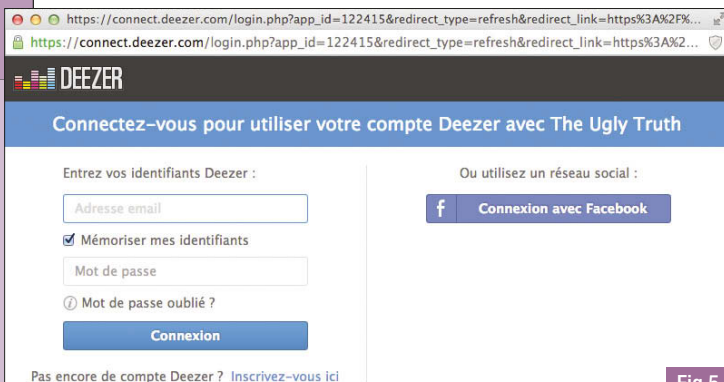 https://connect.deezer.com/login.php?app_id=122415&redirect_type=refresh&redirect_link=https%3A%2F%...
https://connect.deezer.com/login.php?app_id=122415&redirect_type=refresh&redirect_link=https%3A%2...
DEEZER
Connectez-vous pour utiliser votre compte Deezer avec The Ugly Truth
Entrez vos identifiants Deezer :
Adresse email
Mémoriser mes identifiants
Mot de passe
Mot de passe oublié ?
Connexion
Pas encore de compte Deezer ? Inscrivez-vous ici
Ou utilisez un réseau social :
f Connexion avec Facebook
Fig 5